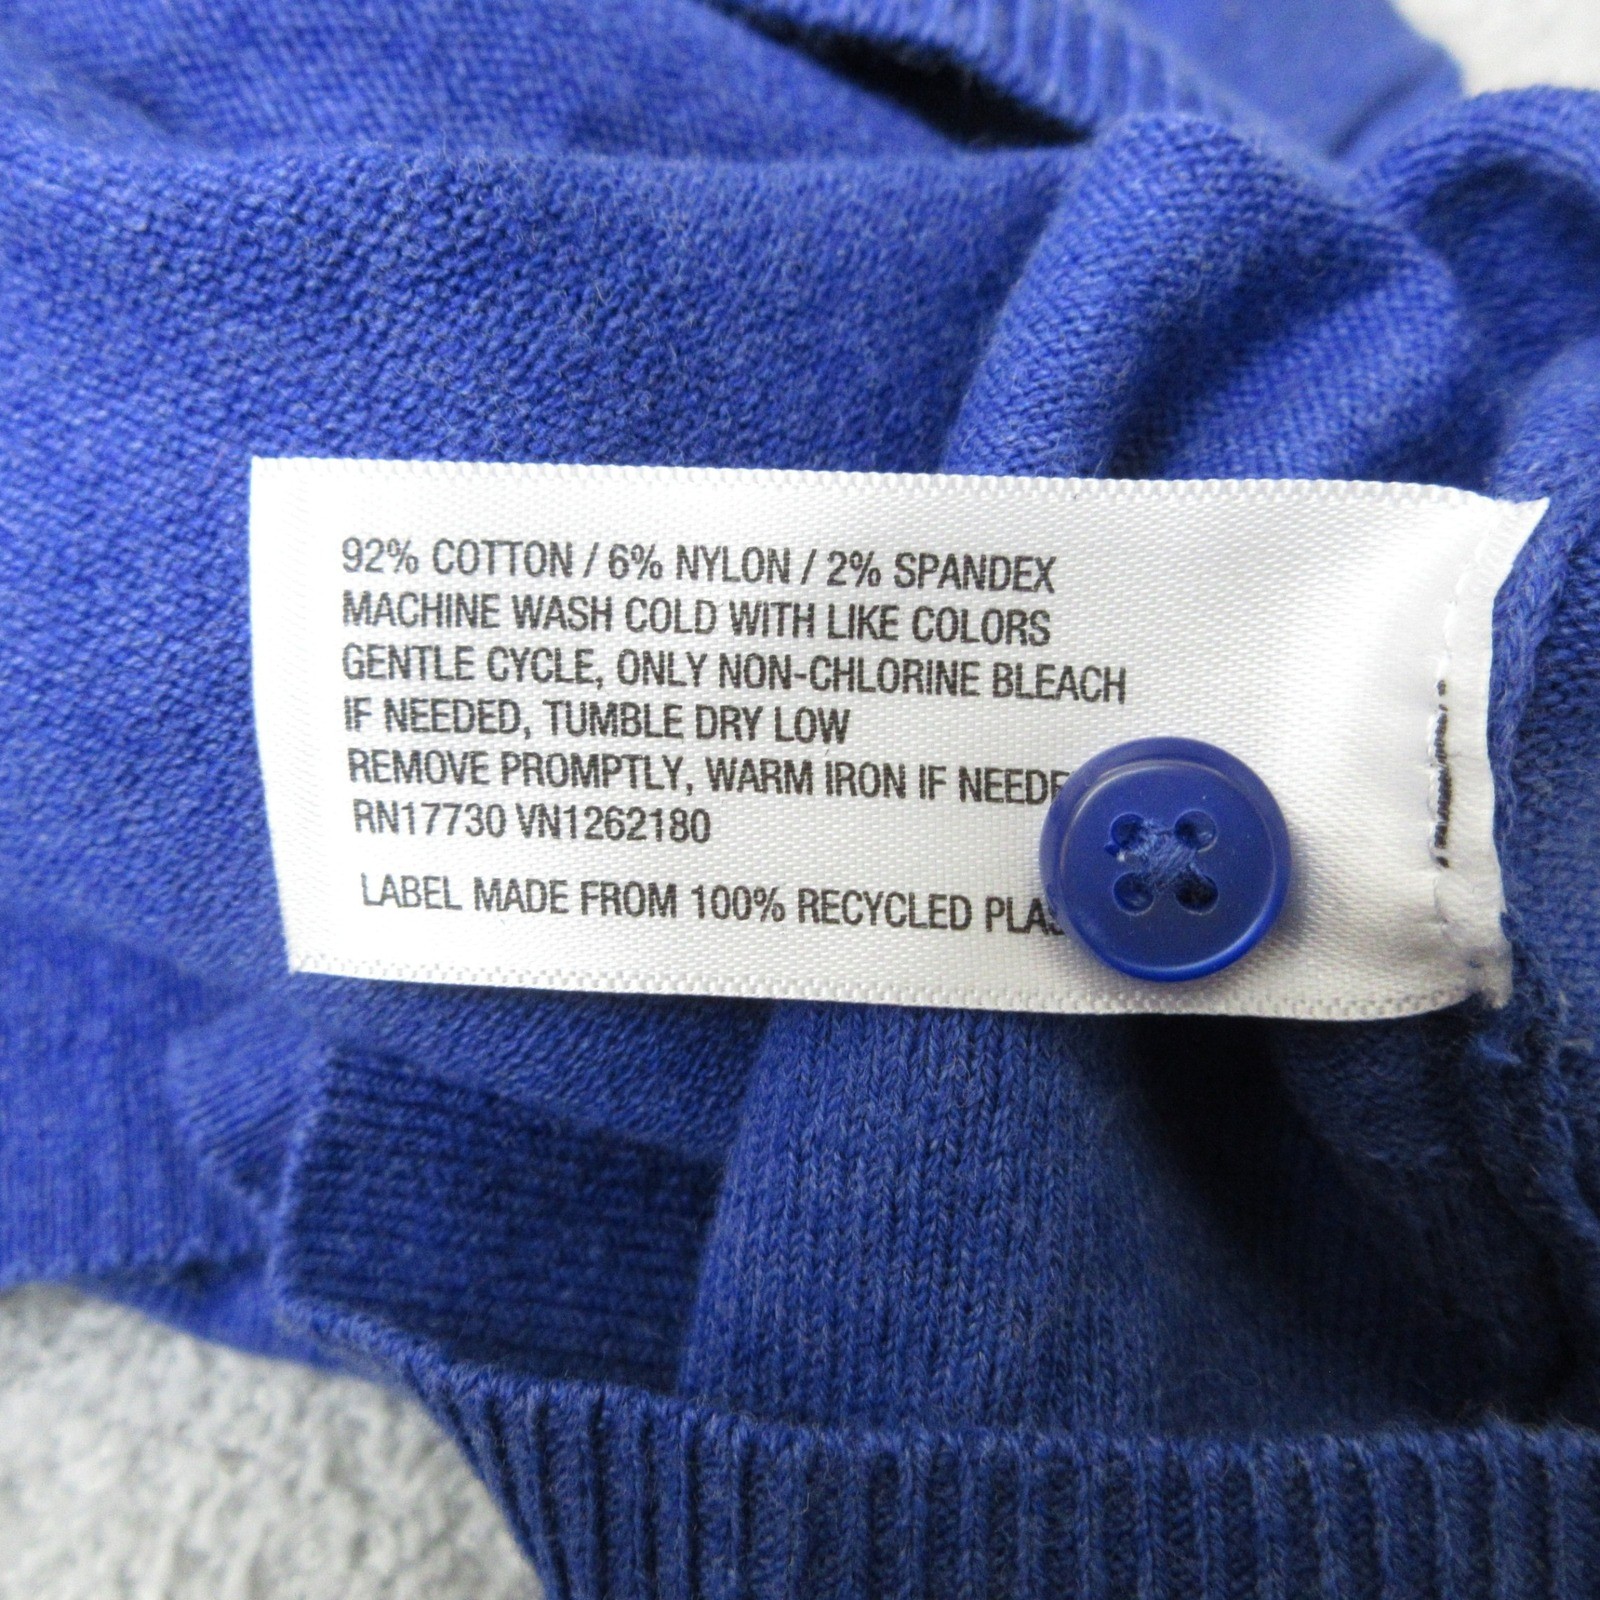 92% COTTON / 6% NYLON / 2% SPANDEX
MACHINE WASH COLD WITH LIKE COLORS
GENTLE CYCLE, ONLY NON-CHLORINE BLEACH
IF NEEDED, TUMBLE DRY LOW
REMOVE PROMPTLY, WARM IRON IF
RN17730 VN1262180
LABEL MADE FROM 100% RECYCLED